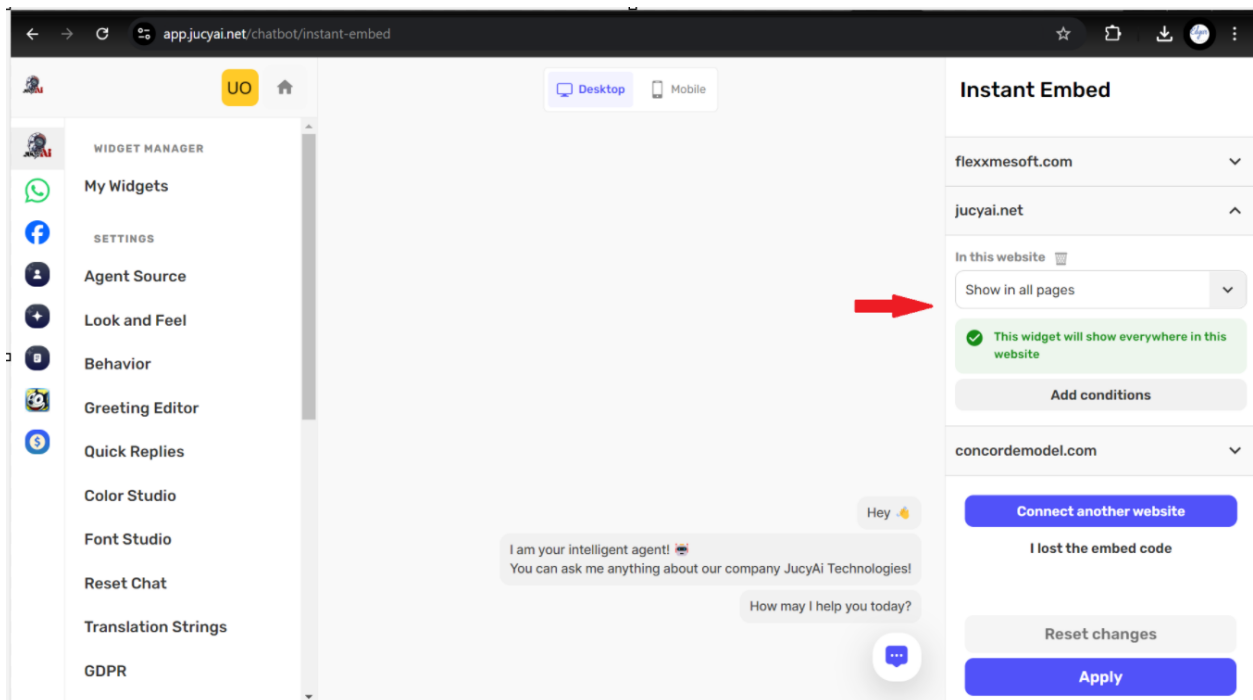 app.jucyai.net/chatbot/instant-embed
UO
WIDGET MANAGER
My Widgets
SETTINGS
Agent Source
Look and Feel
Behavior
Greeting Editor
Quick Replies
Color Studio
Font Studio
Reset Chat
Translation Strings
GDPR
Desktop
Mobile
Hey
I am your intelligent agent!
You can ask me anything about our company JucyAi Technologies!
How may I help you today?
Instant Embed
flexxmesoft.com
jucyai.net
In this website
Show in all pages
This widget will show everywhere in this
website
Add conditions
concordemodel.com
Connect another website
I lost the embed code
Reset changes
Apply